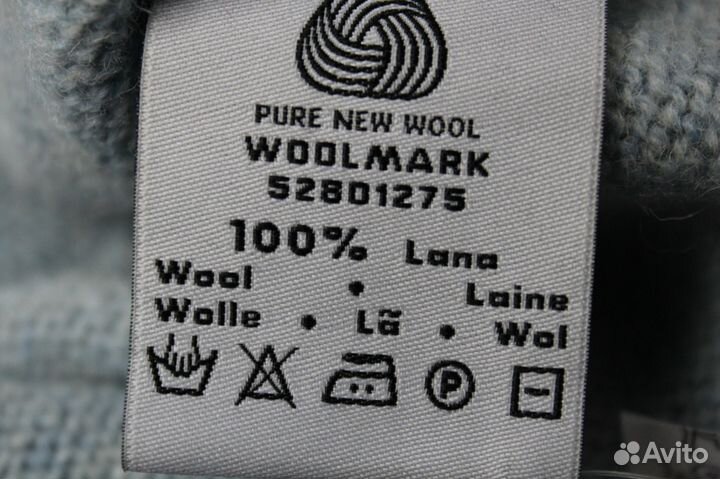 PURE NEW WOOL
WOOLMARK
52801275
100% Lana
Wool • Laine
Wolle • Lã • Wol
P
Avito